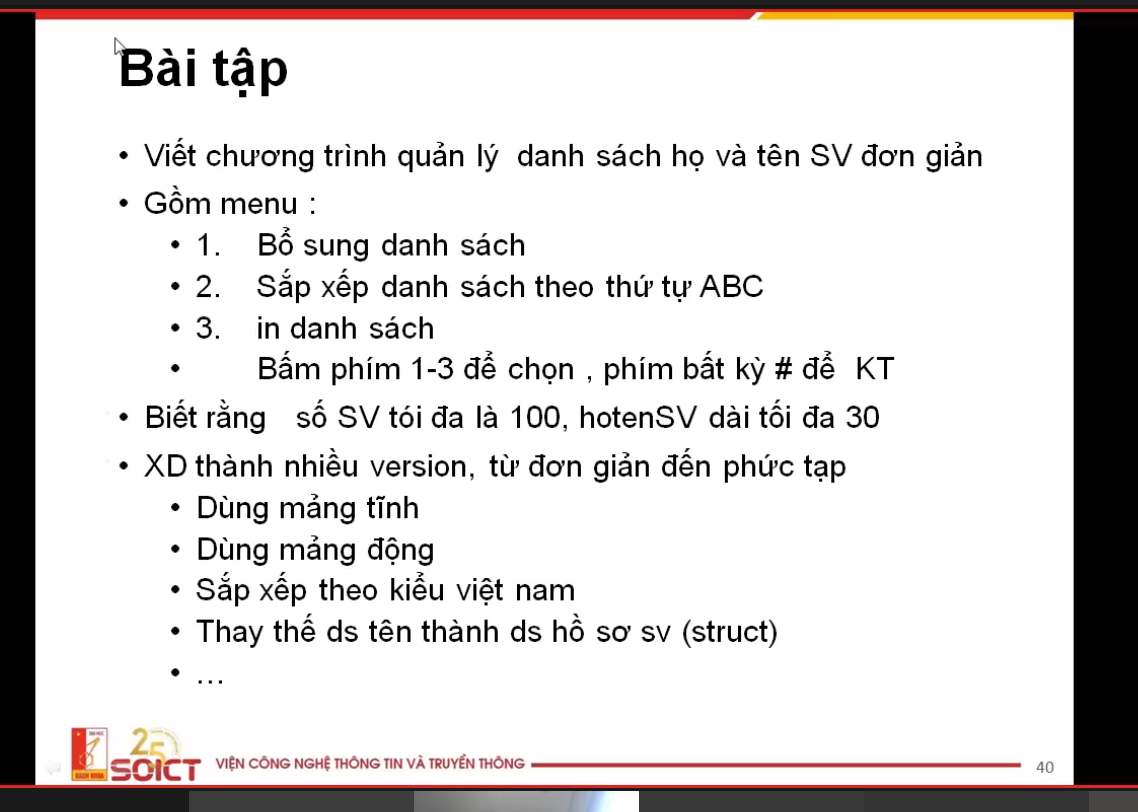 Bài tập
• Viết chương trình quản lý danh sách họ và tên SV đơn giản
• Gồm menu :
• 1. Bổ sung danh sách
• 2. Sắp xếp danh sách theo thứ tự ABC
• 3. in danh sách
• Bấm phím 1-3 để chọn , phím bất kỳ # để KT
• Biết rằng số SV tói đa là 100, hotenSV dài tối đa 30
• XD thành nhiều version, từ đơn giản đến phức tạp
• Dùng mảng tĩnh
• Dùng mảng động
• Sắp xếp theo kiểu việt nam
• Thay thế ds tên thành ds hồ sơ sv (struct)
• ...
25
SOICT
VIỆN CÔNG NGHỆ THÔNG TIN VÀ TRUYỀN THÔNG
40